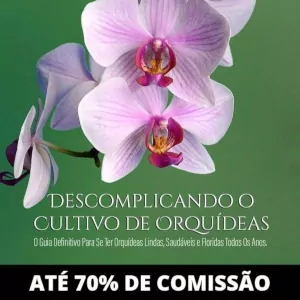 DESCOMPLICANDO O
CULTIVO DE ORQUÍDEAS
O Guia Definitivo Para Se Ter Orquídeas Lindas, Saudáveis e Floridas Todos Os Anos.
ATÉ 70% DE COMISSÃO